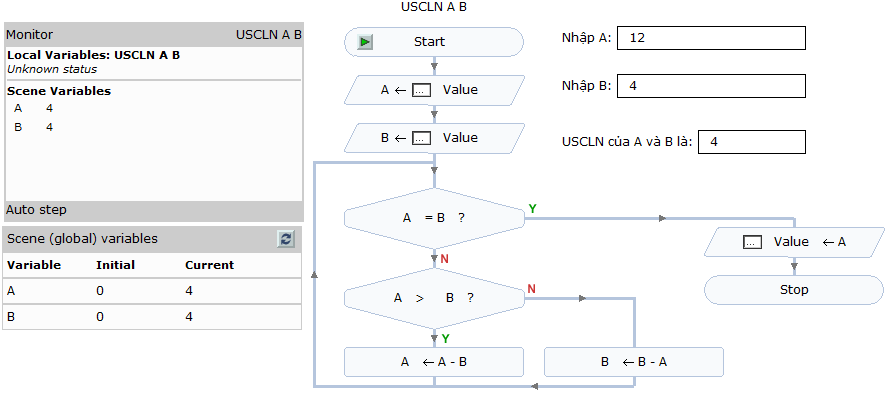 USCLN A B
Monitor USCLN A B
Local Variables: USCLN A B
Unknown status
Scene Variables
A 4
B 4
Auto step
Scene (global) variables
Variable Initial Current
A 0 4
B 0 4
Start
A ← ... Value
B ← ... Value
A = B ?
Y
N
A > B ?
N
Y
A ← A - B
B ← B - A
... Value ← A
Stop
Nhập A: 12
Nhập B: 4
USCLN của A và B là: 4